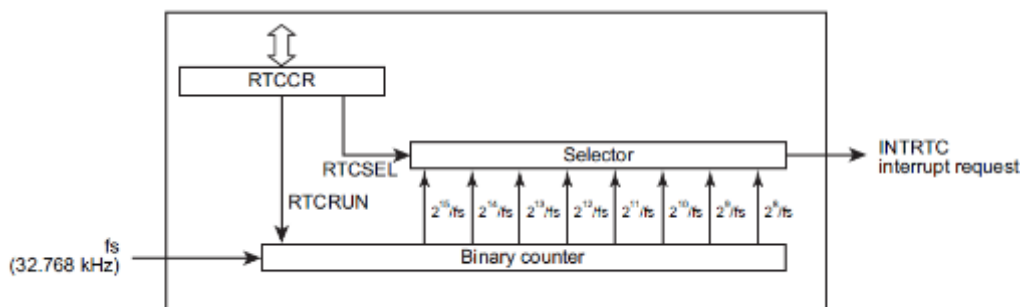 RTCCR
Selector
INTRTC
interrupt request
RTCSEL
RTCRUN
2¹⁵/fs 2¹⁴/fs 2¹³/fs 2¹²/fs 2¹¹/fs 2¹⁰/fs 2⁹/fs 2⁸/fs
fs
(32.768 kHz)
Binary counter